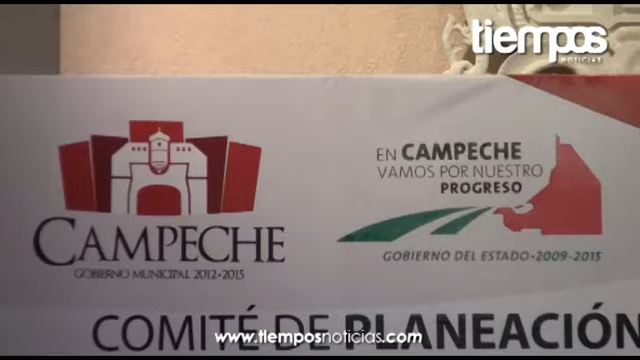 tiempos
NOTICIAS
EN CAMPECHE
VAMOS POR NUESTRO
PROGRESO
CAMPECHE
GOBIERNO MUNICIPAL 2012•2015
GOBIERNO DEL ESTADO•2009-2015
COMITÉ DE PLANEACIÓN
www.tiemposnoticias.com